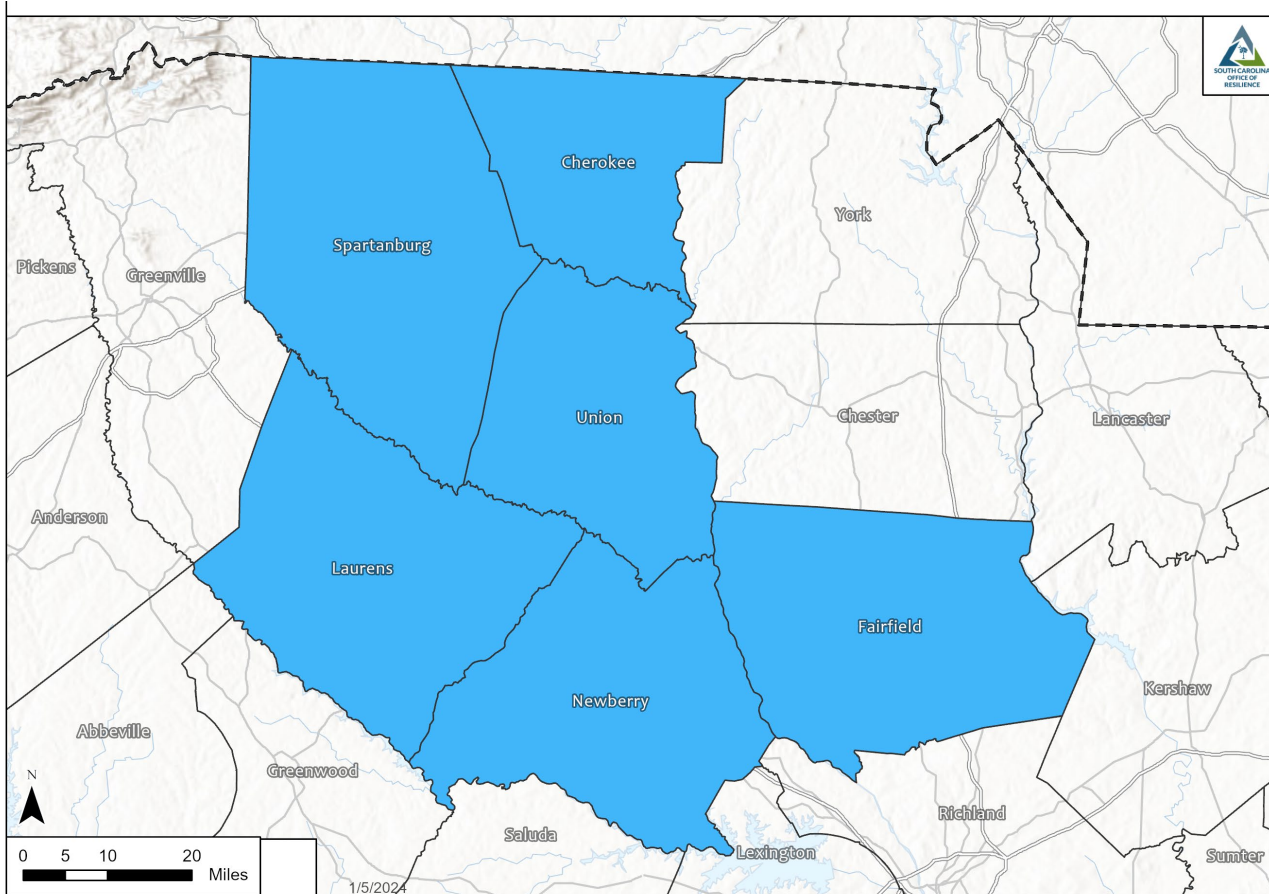 SOUTH CAROLINA
OFFICE OF
RESILIENCE
Cherokee
York
Spartanburg
Pickens
Greenville
Union
Chester
Lancaster
Anderson
Laurens
Fairfield
Kershaw
Newberry
Abbeville
Greenwood
N
Richland
Saluda
Lexington
Sumter
0 5 10 20
Miles
1/5/2024